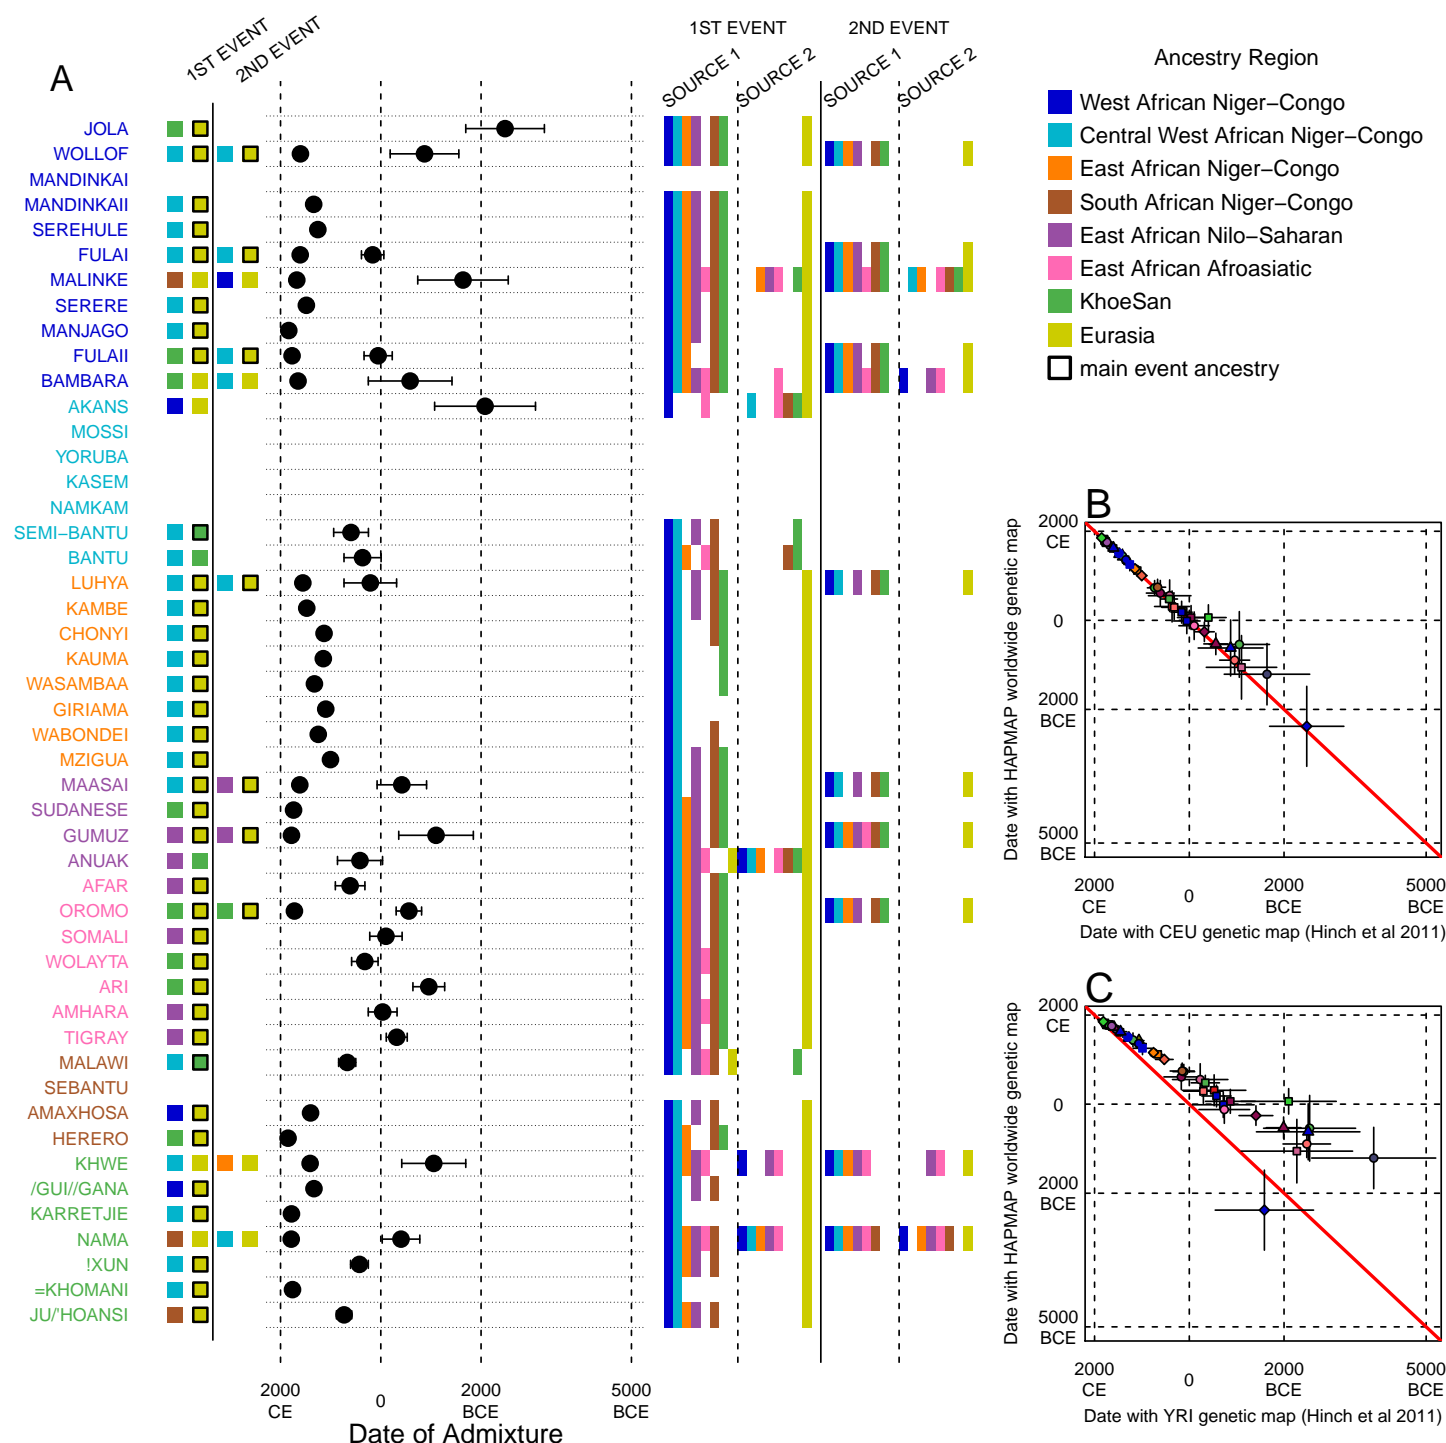 A
1ST EVENT
2ND EVENT
JOLA
WOLLOF
MANDINKAI
MANDINKAII
SEREHULE
FULAI
MALINKE
SERERE
MANJAGO
FULAII
BAMBARA
AKANS
MOSSI
YORUBA
KASEM
NAMKAM
SEMI−BANTU
BANTU
LUHYA
KAMBE
CHONYI
KAUMA
WASAMBAA
GIRIAMA
WABONDEI
MZIGUA
MAASAI
SUDANESE
GUMUZ
ANUAK
AFAR
OROMO
SOMALI
WOLAYTA
ARI
AMHARA
TIGRAY
MALAWI
SEBANTU
AMAXHOSA
HERERO
KHWE
/GUI//GANA
KARRETJIE
NAMA
!XUN
=KHOMANI
JU/'HOANSI
2000
CE
0
2000
BCE
5000
BCE
Date of Admixture
1ST EVENT
2ND EVENT
SOURCE 1
SOURCE 2
SOURCE 1
SOURCE 2
Ancestry Region
West African Niger−Congo
Central West African Niger−Congo
East African Niger−Congo
South African Niger−Congo
East African Nilo−Saharan
East African Afroasiatic
KhoeSan
Eurasia
main event ancestry
B
Date with HAPMAP worldwide genetic map
2000
CE
0
2000
BCE
5000
BCE
2000
CE
0
2000
BCE
5000
BCE
Date with CEU genetic map (Hinch et al 2011)
C
Date with HAPMAP worldwide genetic map
2000
CE
0
2000
BCE
5000
BCE
2000
CE
0
2000
BCE
5000
BCE
Date with YRI genetic map (Hinch et al 2011)